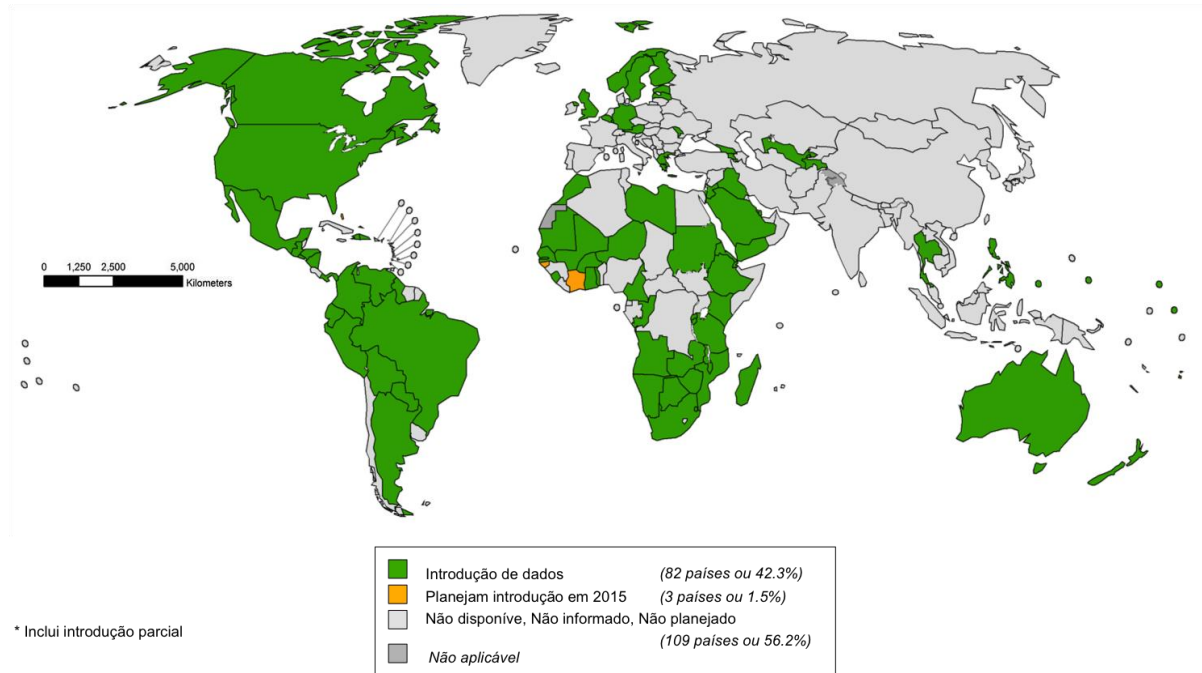 0 1,250 2,500 5,000
Kilometers
Introdução de dados (82 países ou 42.3%)
Planejam introdução em 2015 (3 países ou 1.5%)
Não disponíve, Não informado, Não planejado
(109 países ou 56.2%)
* Inclui introdução parcial
Não aplicável